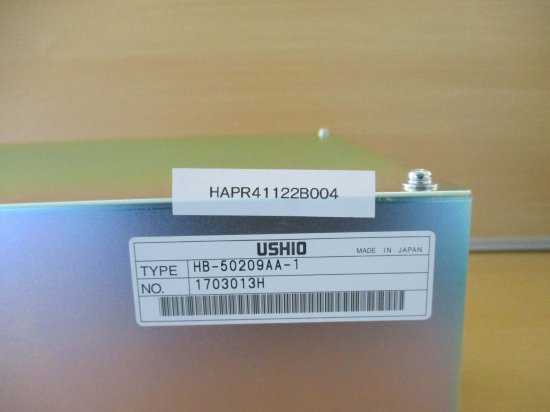 HAPR41122B004
USHIO MADE IN JAPAN
TYPE HB-50209AA-1
NO. 1703013H